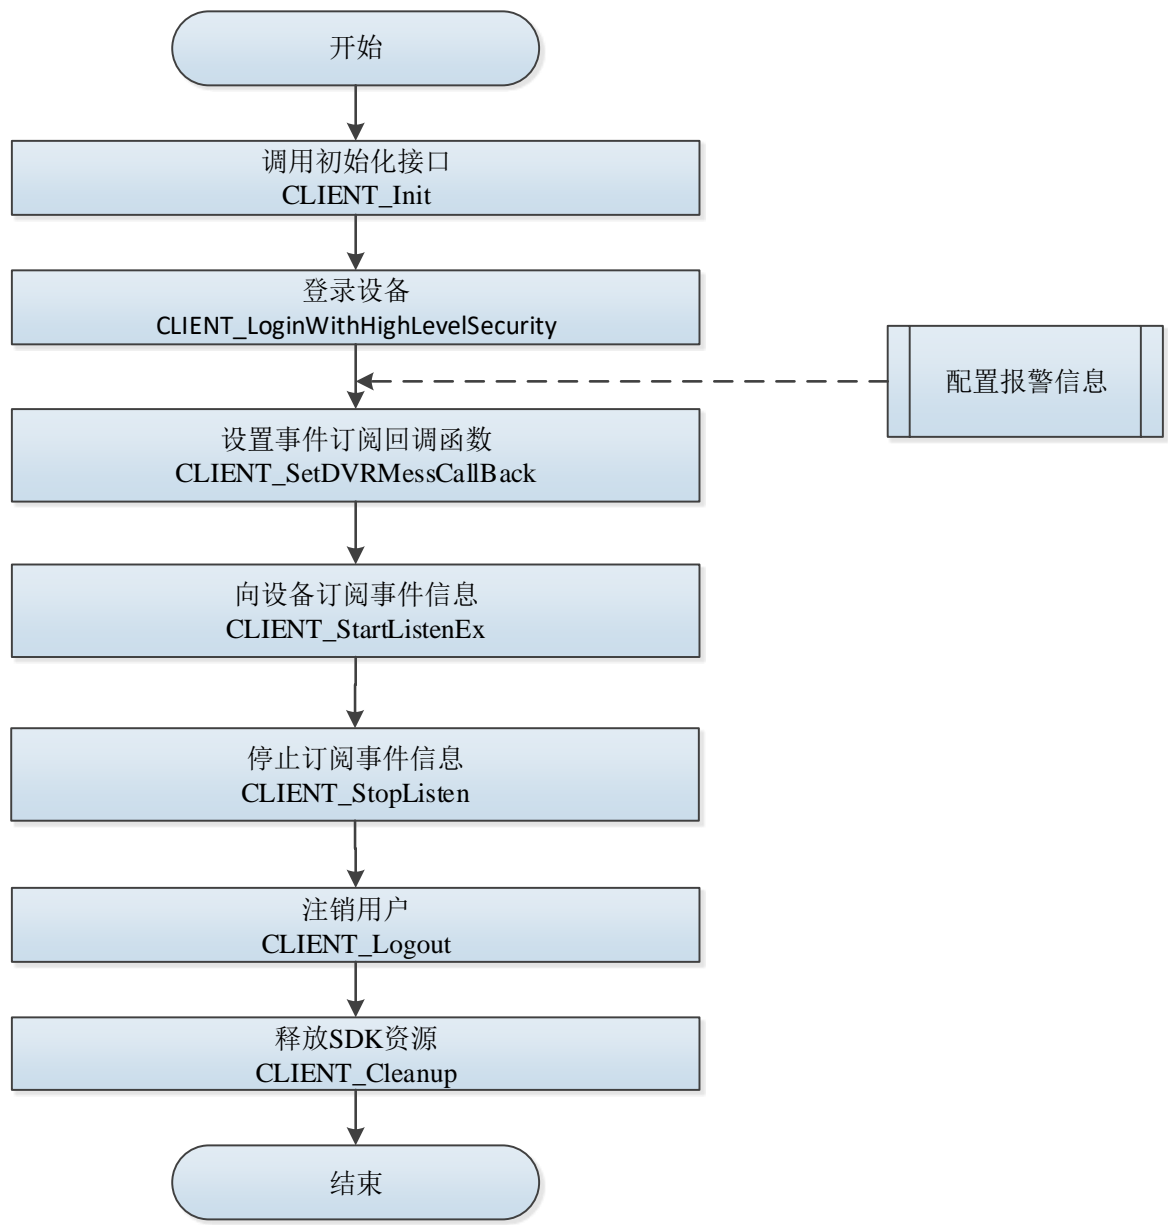 开始
调用初始化接口
CLIENT_Init
登录设备
CLIENT_LoginWithHighLevelSecurity
配置报警信息
设置事件订阅回调函数
CLIENT_SetDVRMessCallBack
向设备订阅事件信息
CLIENT_StartListenEx
停止订阅事件信息
CLIENT_StopListen
注销用户
CLIENT_Logout
释放SDK资源
CLIENT_Cleanup
结束